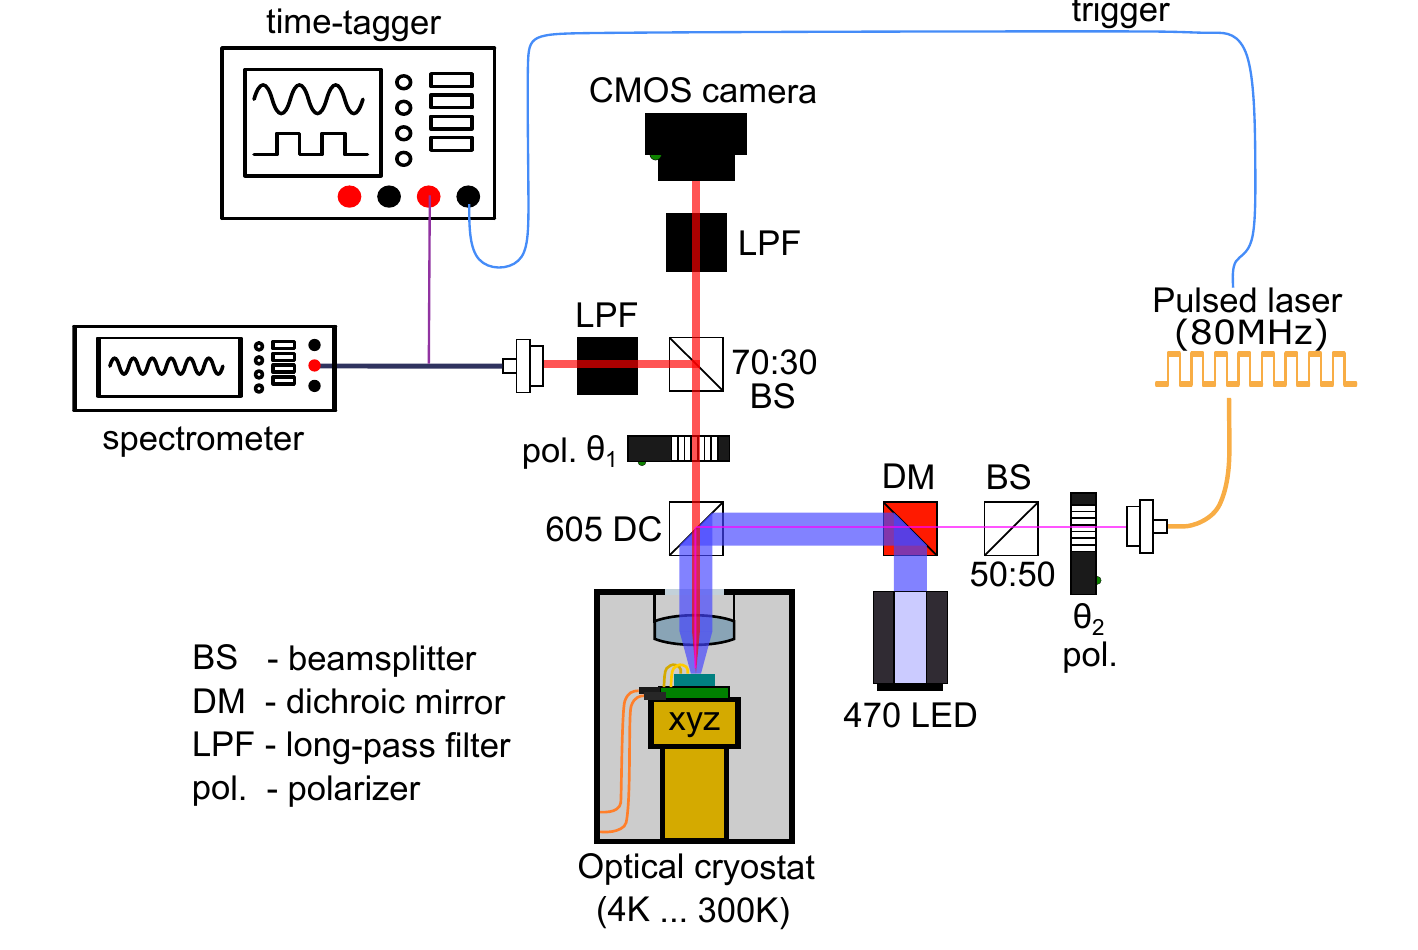 time-tagger
trigger
CMOS camera
LPF
LPF
70:30
BS
Pulsed laser
(80MHz)
spectrometer
pol. θ1
DM
BS
605 DC
50:50
θ2
pol.
470 LED
xyz
BS - beamsplitter
DM - dichroic mirror
LPF - long-pass filter
pol. - polarizer
Optical cryostat
(4K ... 300K)